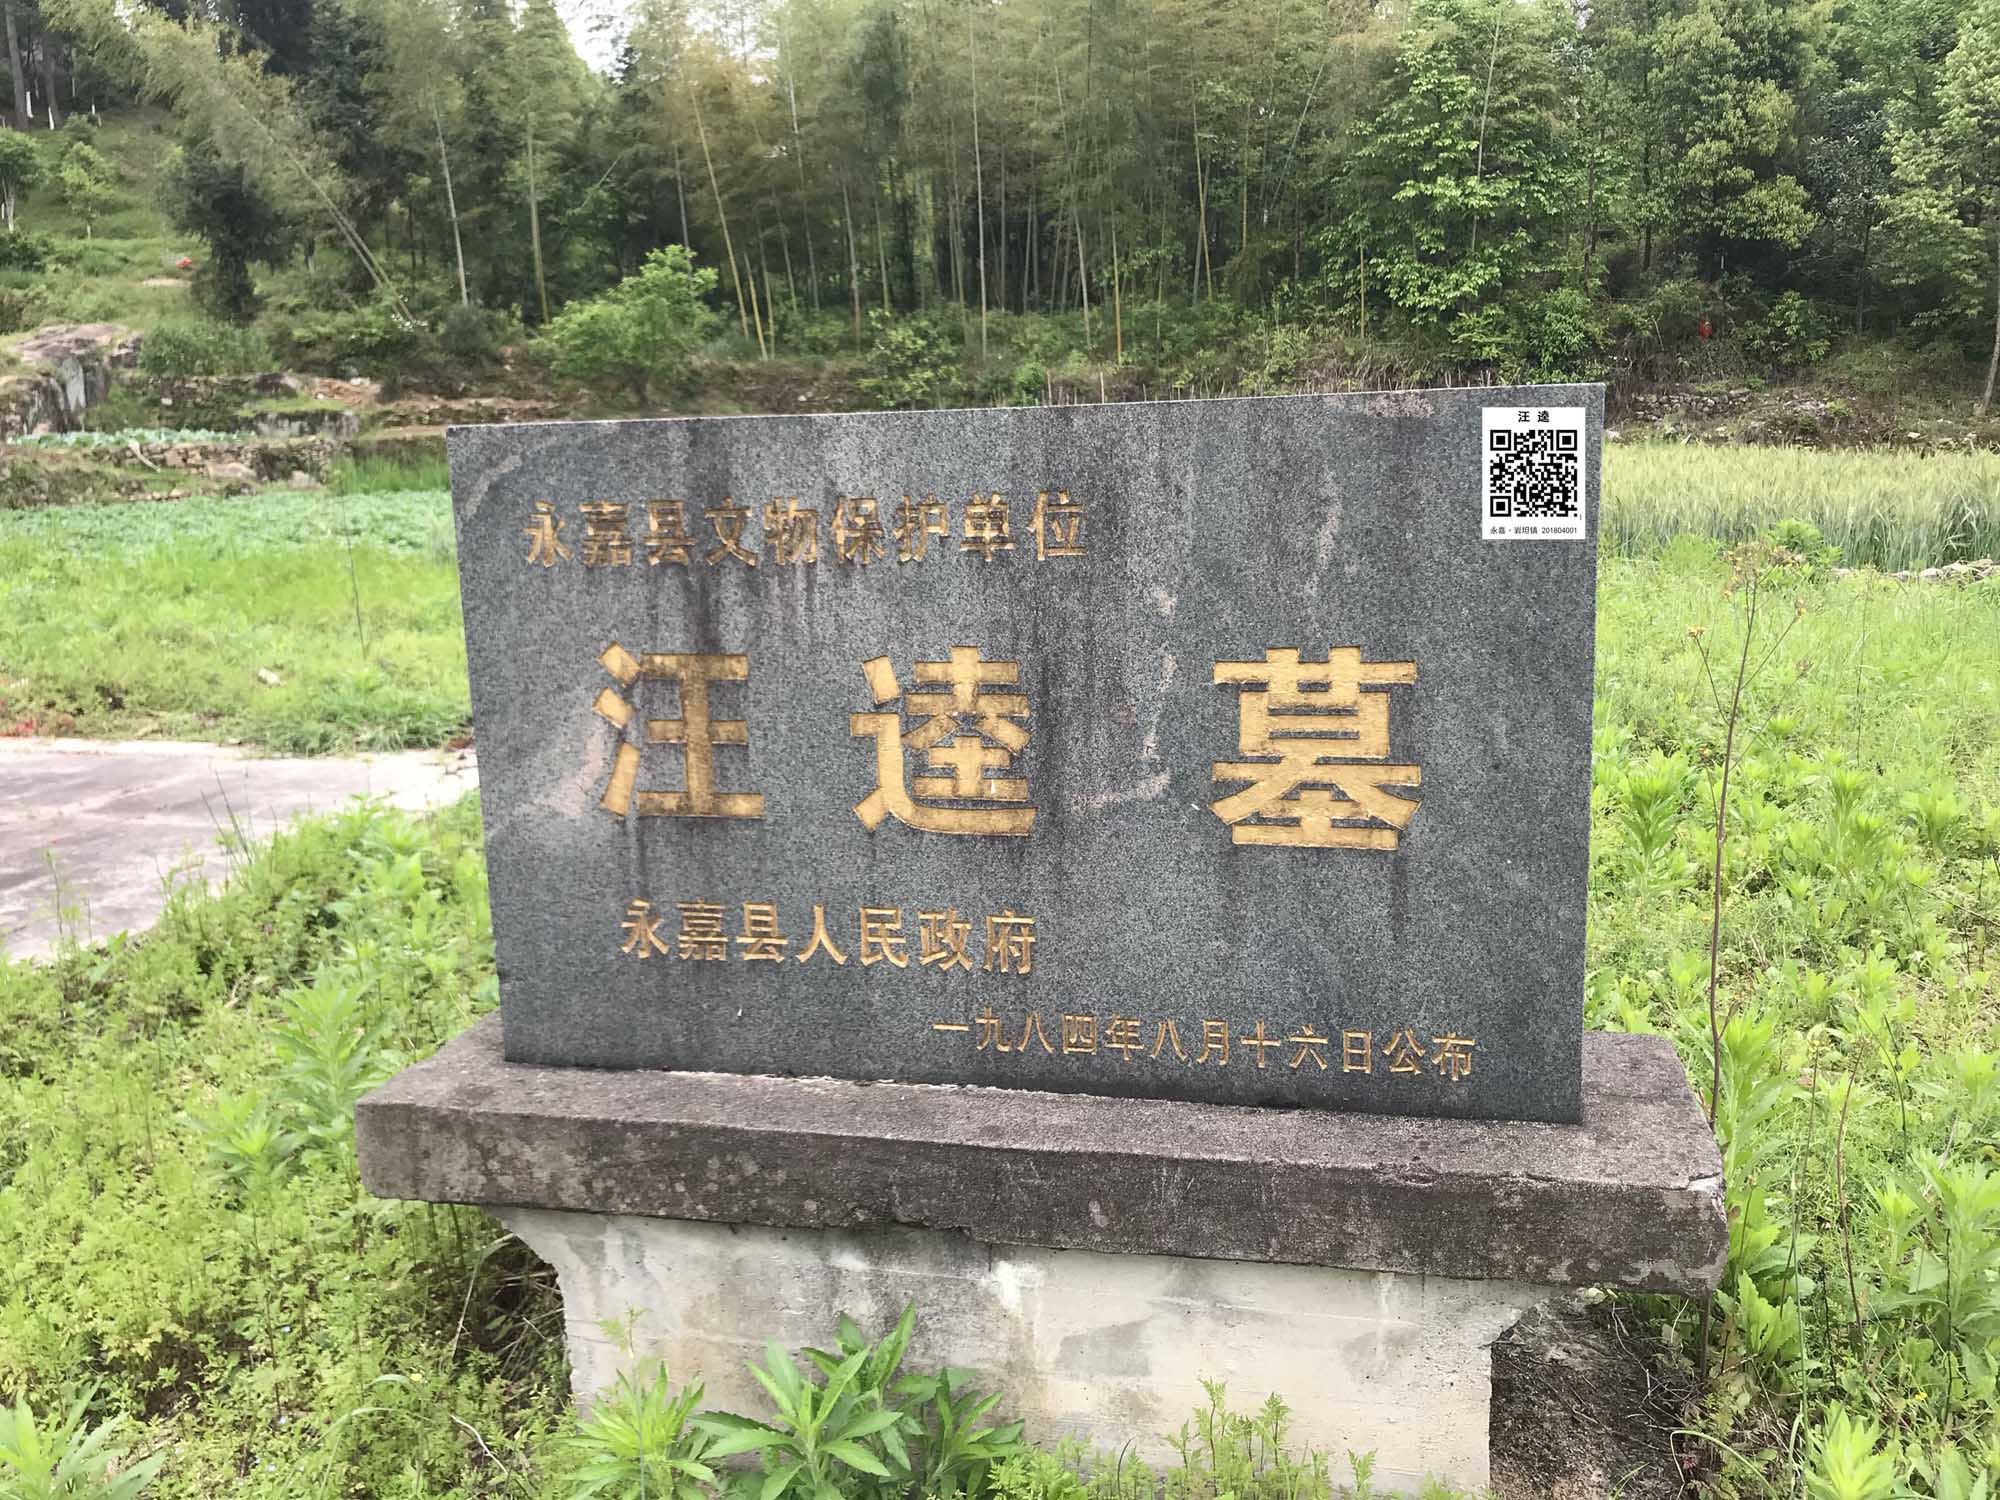 汪逵
永嘉·岩坦镇 201804001
永嘉县文物保护单位
汪逵墓
永嘉县人民政府
一九八四年八月十六日公布